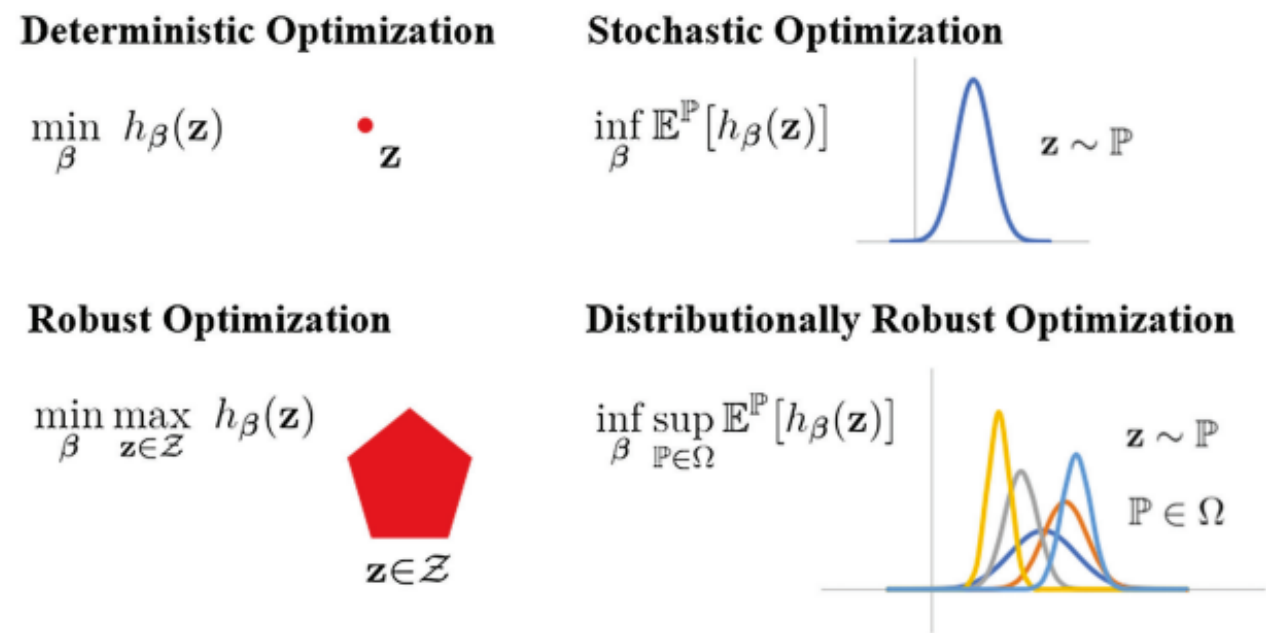 Deterministic Optimization
min_β h_β(𝐳)
𝐳
Stochastic Optimization
inf_β 𝔼^ℙ[h_β(𝐳)]
𝐳 ∼ ℙ
Robust Optimization
min_β max_{𝐳∈𝒵} h_β(𝐳)
𝐳∈𝒵
Distributionally Robust Optimization
inf_β sup_{ℙ∈Ω} 𝔼^ℙ[h_β(𝐳)]
𝐳 ∼ ℙ
ℙ ∈ Ω